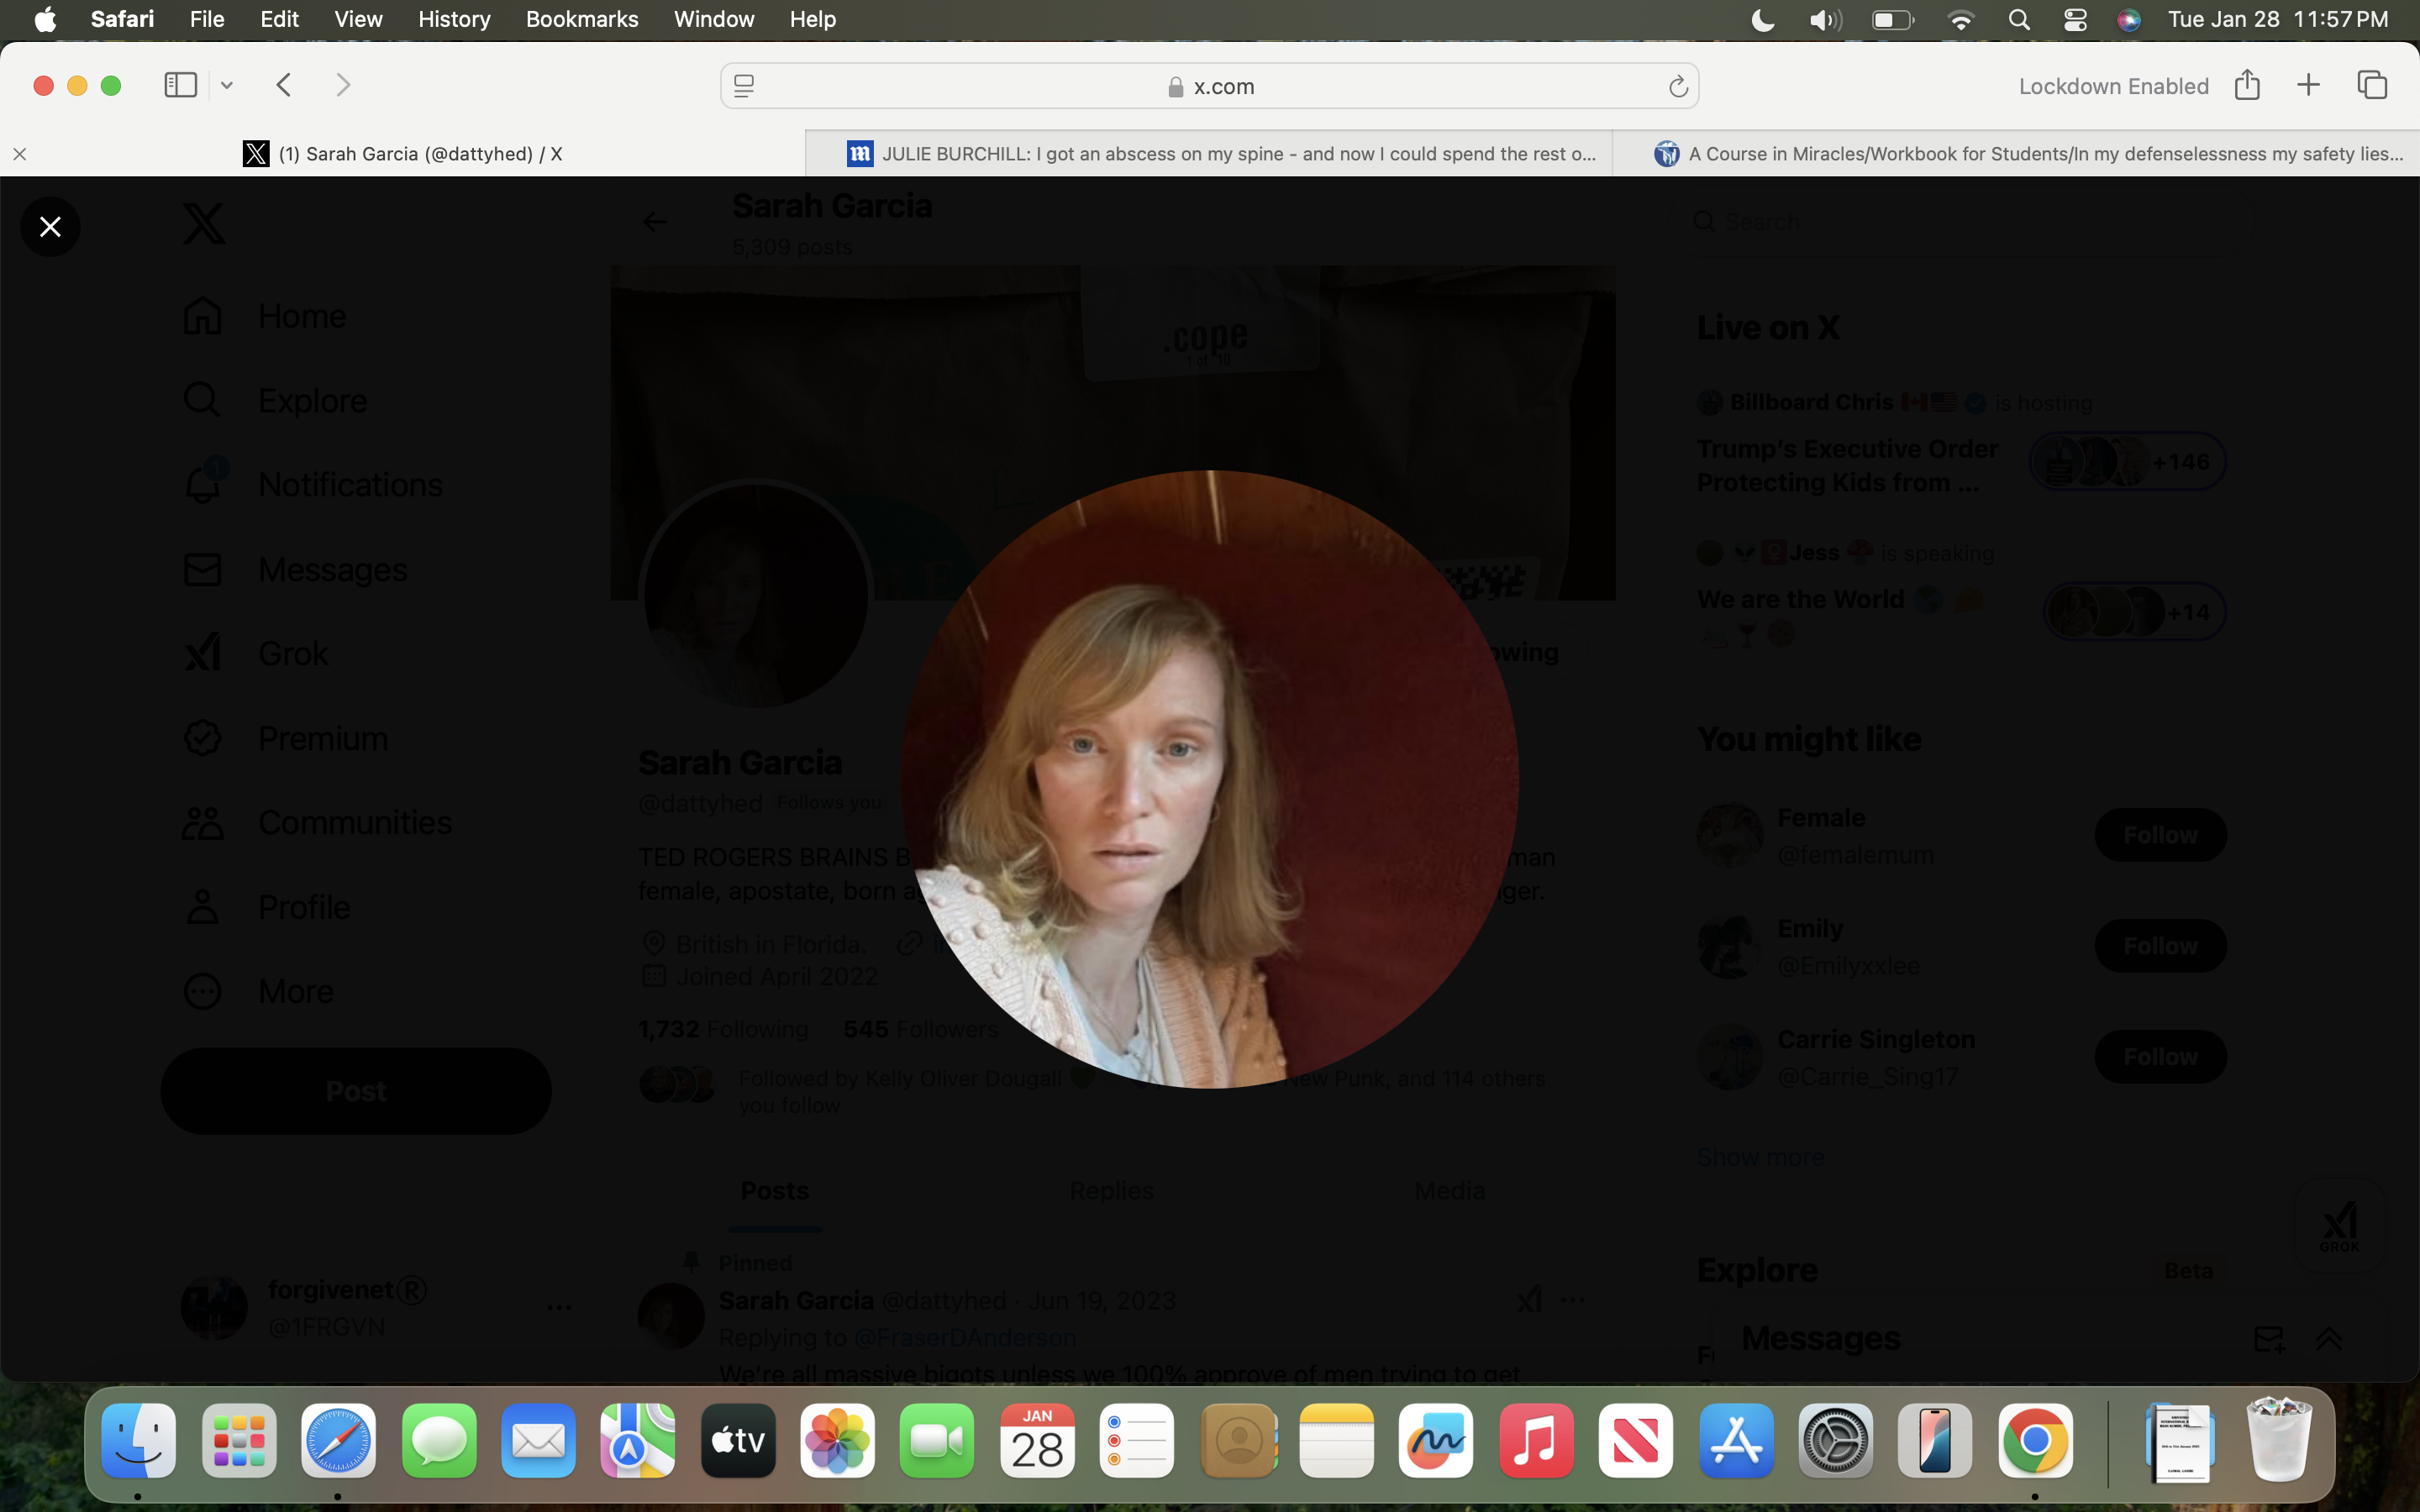 Safari File Edit View History Bookmarks Window Help
Tue Jan 28 11:57 PM
x.com
Lockdown Enabled
(1) Sarah Garcia (@dattyhed) / X
JULIE BURCHILL: I got an abscess on my spine - and now I could spend the rest o...
A Course in Miracles/Workbook for Students/In my defenselessness my safety lies...
Sarah Garcia
5,309 posts
Search
Home
Explore
1
Notifications
Messages
Grok
Premium
Communities
Profile
More
Post
forgivenet®
@1FRGVN
.cope
1 of 10
owing
Sarah Garcia
@dattyhed Follows you
TED ROGERS BRAINS B man
female, apostate, born ger.
British in Florida.
Joined April 2022
1,732 Following 545 Followers
Followed by Kelly Oliver Dougall New Punk, and 114 others
you follow
Posts Replies Media
Pinned
Sarah Garcia @dattyhed · Jun 19, 2023
Replying to @FraserDAnderson
We're all massive bigots unless we 100% approve of men trying to get
Live on X
Billboard Chris is hosting
Trump's Executive Order
Protecting Kids from ...
+146
Jess is speaking
We are the World
+14
You might like
Female
@femalemum
Follow
Emily
@Emilyxxlee
Follow
Carrie Singleton
@Carrie_Sing17
Follow
Show more
GROK
Explore
Beta
Messages
tv
JAN
28